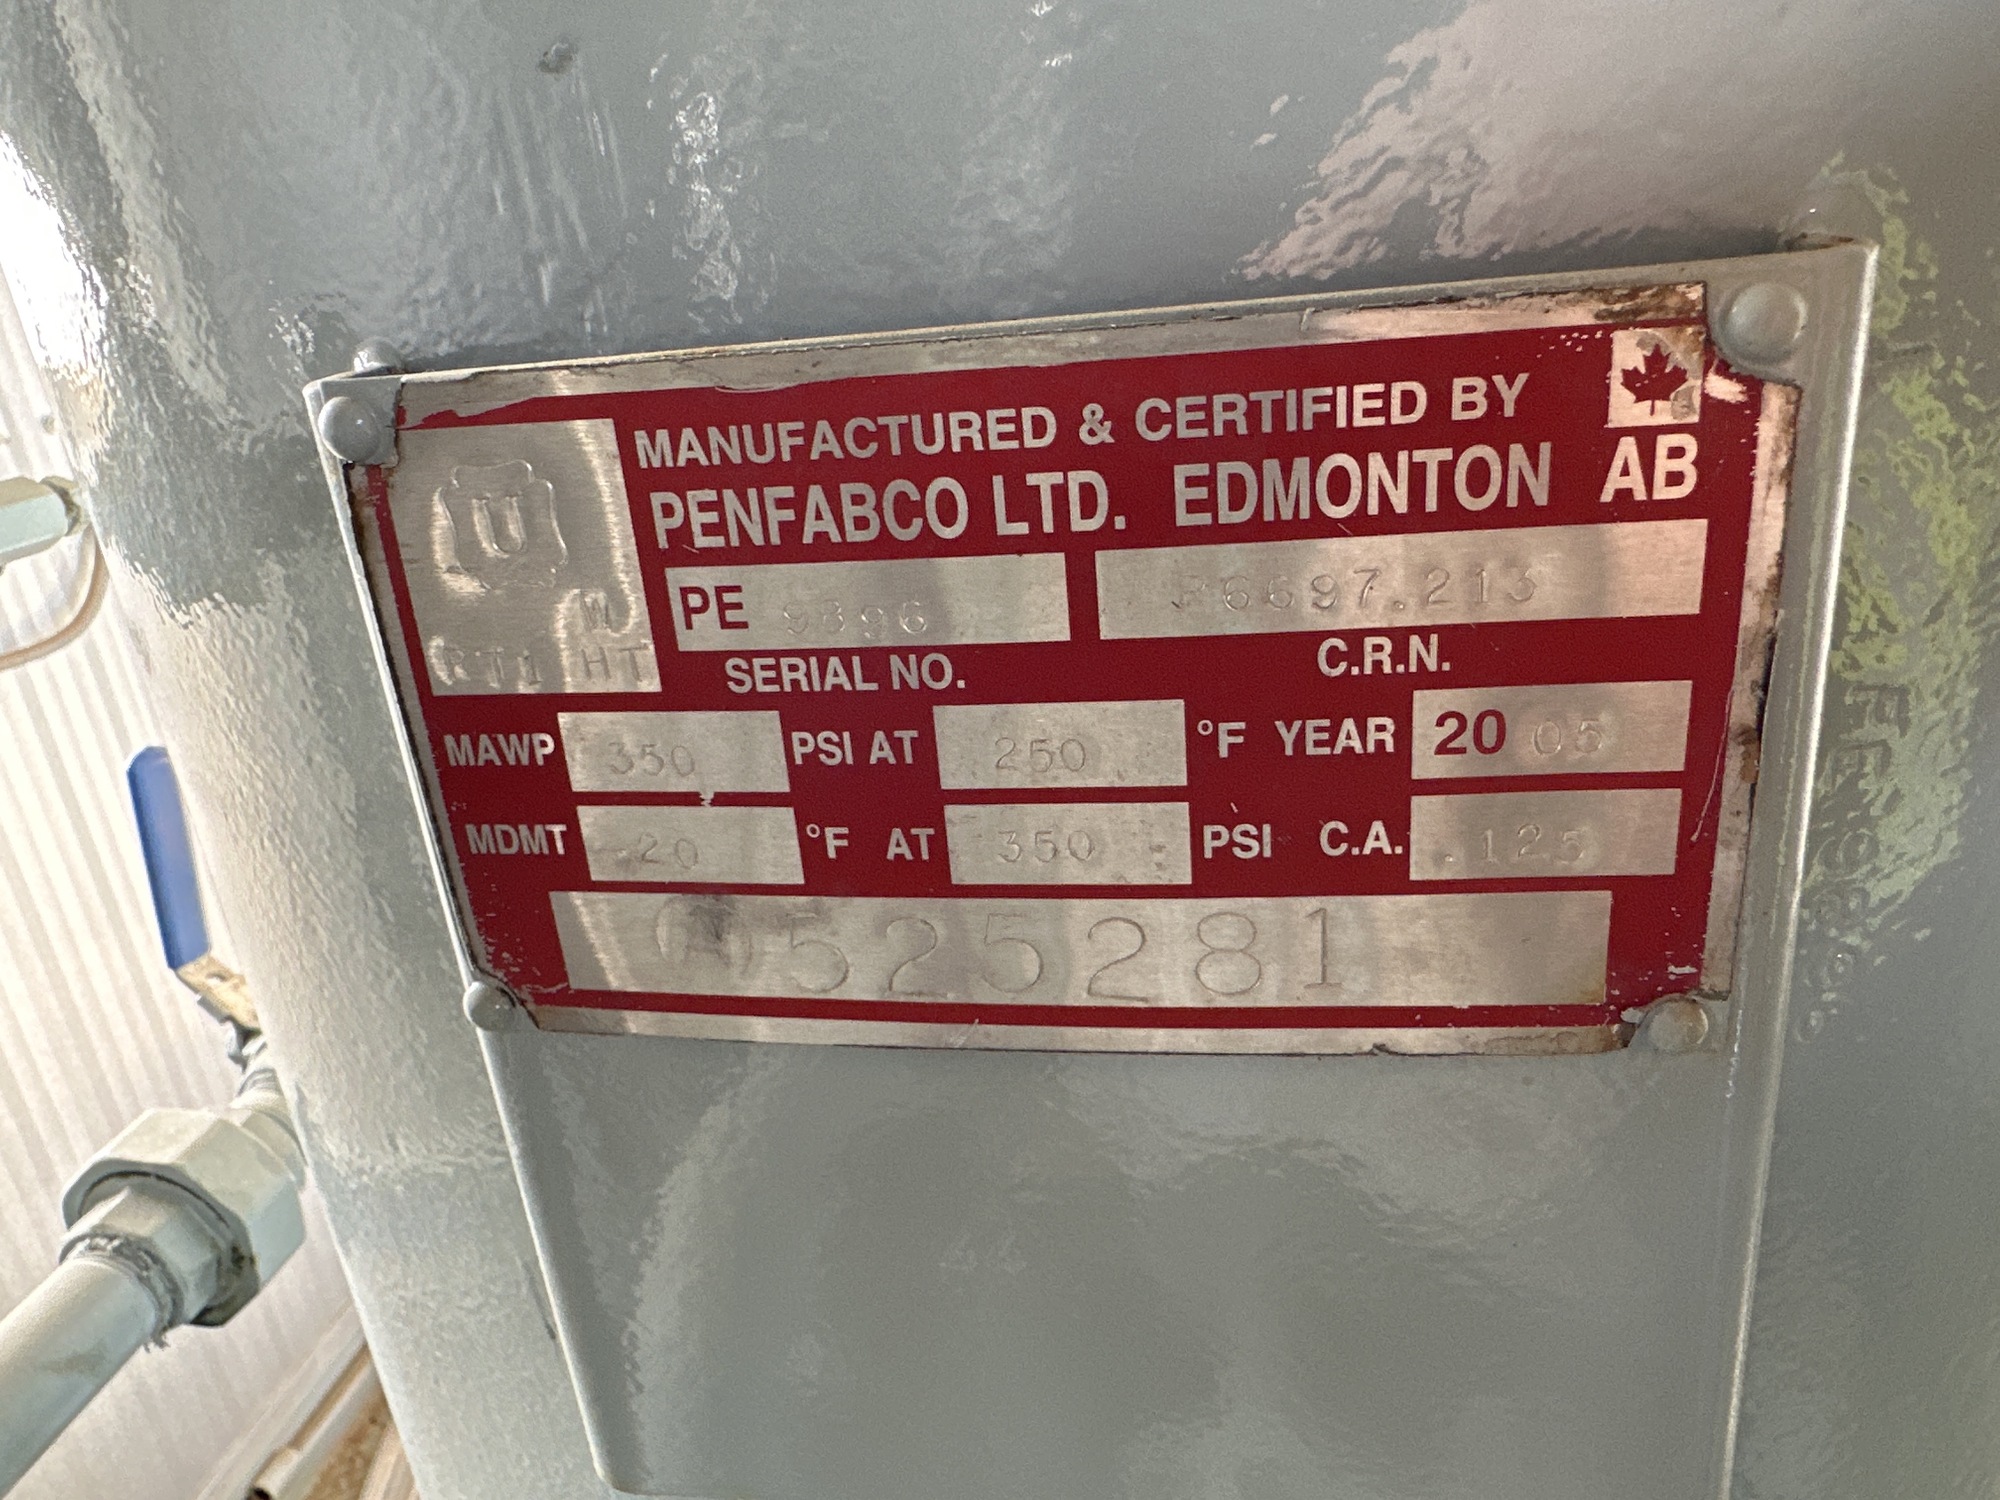 MANUFACTURED & CERTIFIED BY
PENFABCO LTD. EDMONTON AB
U
W
RT1 HT
PE 9396 P6697.213
SERIAL NO. C.R.N.
MAWP 350 PSI AT 250 °F YEAR 20 05
MDMT -20 °F AT 350 PSI C.A. .125
A 525281